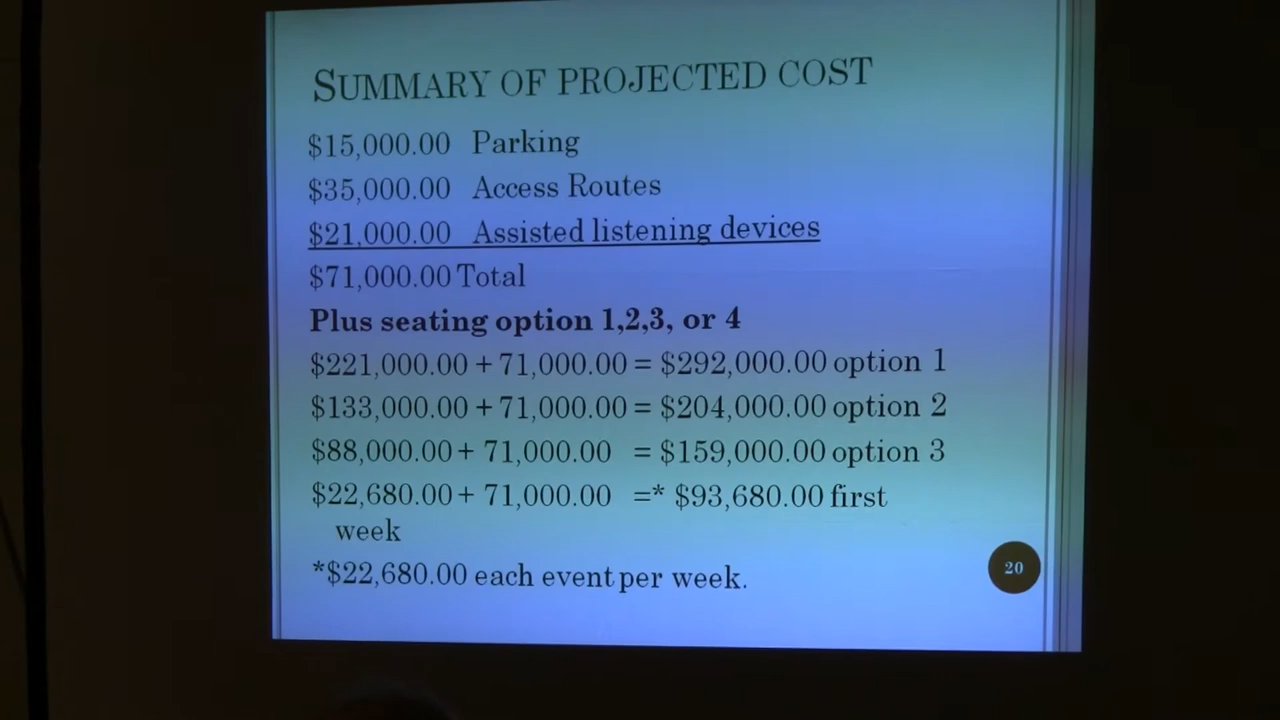 SUMMARY OF PROJECTED COST
$15,000.00 Parking
$35,000.00 Access Routes
$21,000.00 Assisted listening devices
$71,000.00 Total
Plus seating option 1,2,3, or 4
$221,000.00 + 71,000.00 = $292,000.00 option 1
$133,000.00 + 71,000.00 = $204,000.00 option 2
$88,000.00 + 71,000.00 = $159,000.00 option 3
$22,680.00 + 71,000.00 =* $93,680.00 first
week
*$22,680.00 each event per week.
20